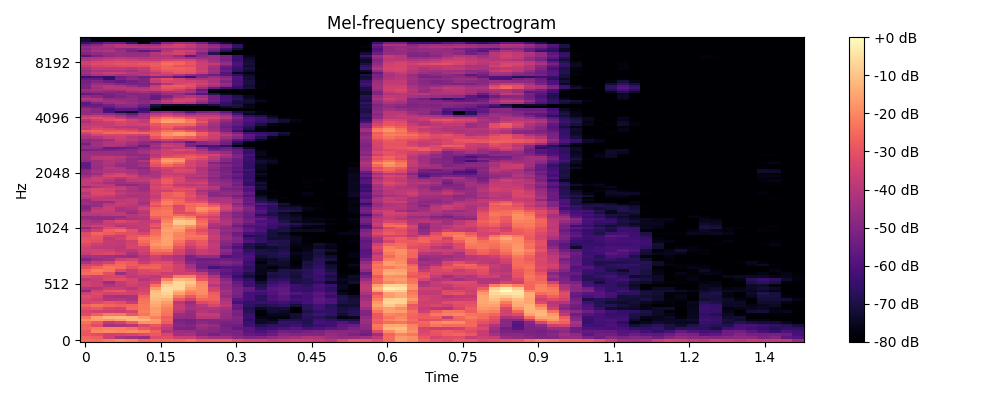 Mel-frequency spectrogram
Hz
8192
4096
2048
1024
512
0
0 0.15 0.3 0.45 0.6 0.75 0.9 1.1 1.2 1.4
Time
+0 dB
-10 dB
-20 dB
-30 dB
-40 dB
-50 dB
-60 dB
-70 dB
-80 dB